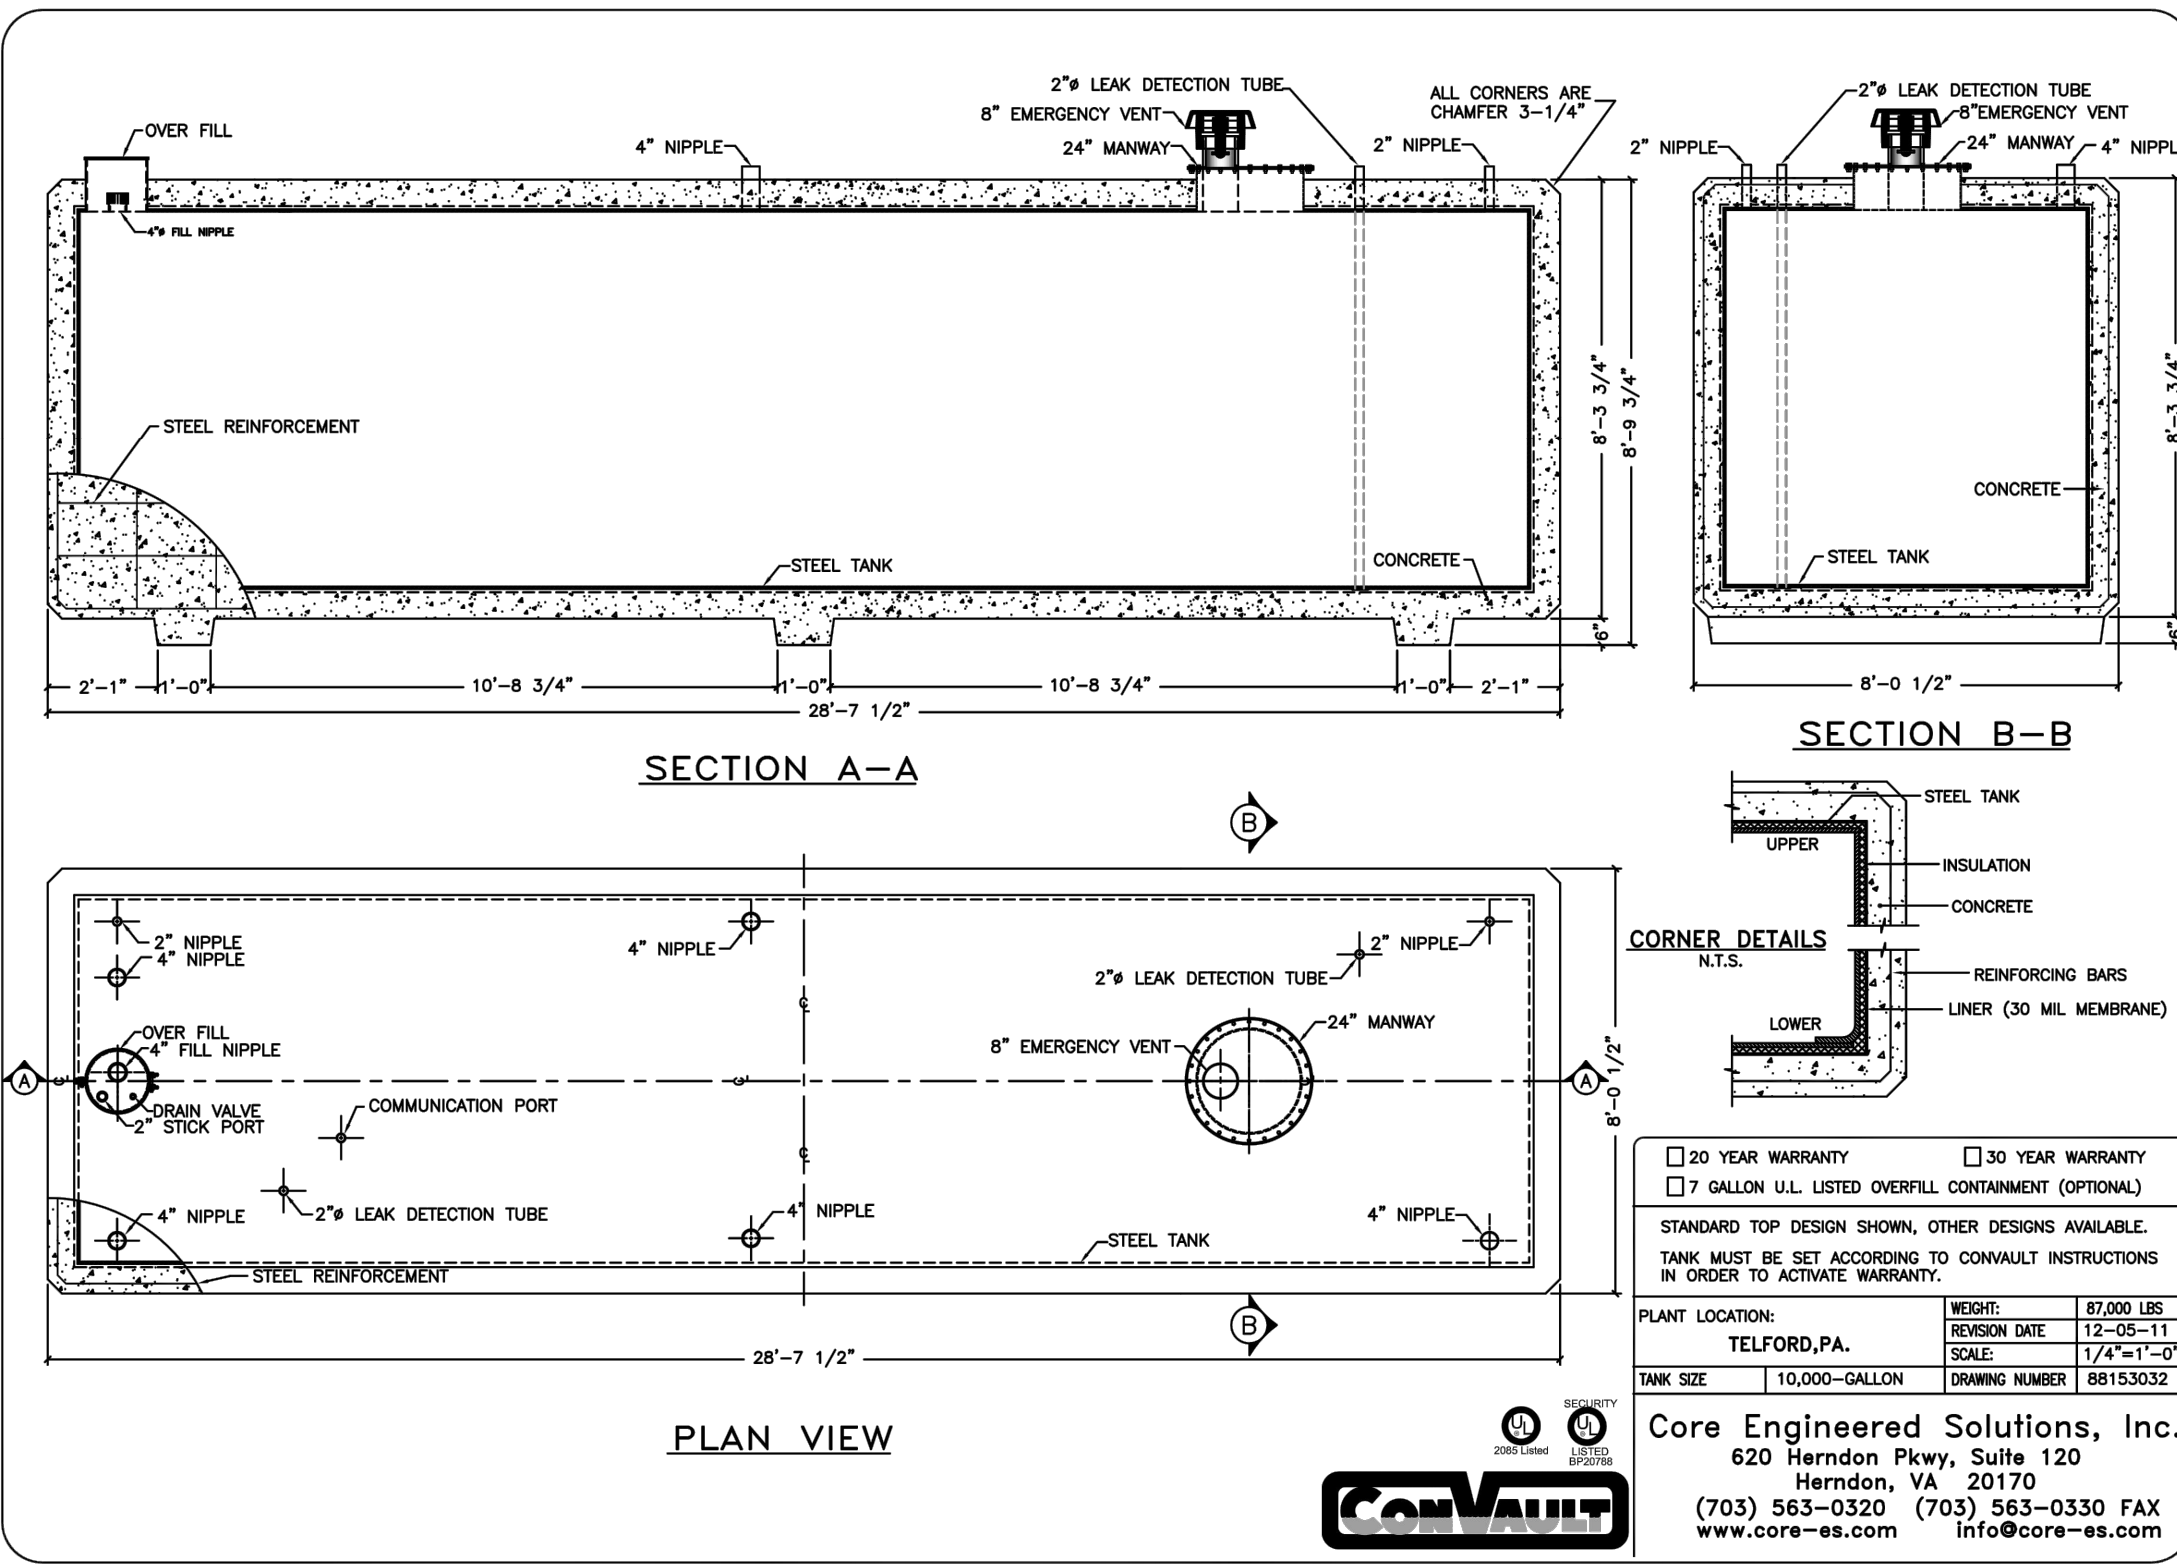 2"ø LEAK DETECTION TUBE
8" EMERGENCY VENT
24" MANWAY
ALL CORNERS ARE
CHAMFER 3-1/4"
OVER FILL
4" NIPPLE
2" NIPPLE
4"ø FILL NIPPLE
STEEL REINFORCEMENT
STEEL TANK
CONCRETE
8'-3 3/4"
8'-9 3/4"
6"
2'-1"
1'-0"
10'-8 3/4"
1'-0"
10'-8 3/4"
1'-0"
2'-1"
28'-7 1/2"
SECTION A-A
2"ø LEAK DETECTION TUBE
8"EMERGENCY VENT
24" MANWAY
2" NIPPLE
4" NIPPL
CONCRETE
STEEL TANK
8'-3 3/4"
6"
8'-0 1/2"
SECTION B-B
B
2" NIPPLE
4" NIPPLE
4" NIPPLE
2" NIPPLE
2"ø LEAK DETECTION TUBE
OVER FILL
4" FILL NIPPLE
24" MANWAY
8" EMERGENCY VENT
A
A
DRAIN VALVE
2" STICK PORT
COMMUNICATION PORT
2"ø LEAK DETECTION TUBE
4" NIPPLE
4" NIPPLE
4" NIPPLE
STEEL TANK
STEEL REINFORCEMENT
B
8'-0 1/2"
28'-7 1/2"
PLAN VIEW
STEEL TANK
UPPER
INSULATION
CONCRETE
CORNER DETAILS
N.T.S.
REINFORCING BARS
LINER (30 MIL MEMBRANE)
LOWER
20 YEAR WARRANTY
30 YEAR WARRANTY
7 GALLON U.L. LISTED OVERFILL CONTAINMENT (OPTIONAL)
STANDARD TOP DESIGN SHOWN, OTHER DESIGNS AVAILABLE.
TANK MUST BE SET ACCORDING TO CONVAULT INSTRUCTIONS
IN ORDER TO ACTIVATE WARRANTY.
PLANT LOCATION:
TELFORD,PA.
WEIGHT: 87,000 LBS
REVISION DATE 12-05-11
SCALE: 1/4"=1'-0"
TANK SIZE 10,000-GALLON
DRAWING NUMBER 88153032
UL
2085 Listed
SECURITY
UL
LISTED
BP20788
CONVAULT
Core Engineered Solutions, Inc.
620 Herndon Pkwy, Suite 120
Herndon, VA 20170
(703) 563-0320 (703) 563-0330 FAX
www.core-es.com info@core-es.com